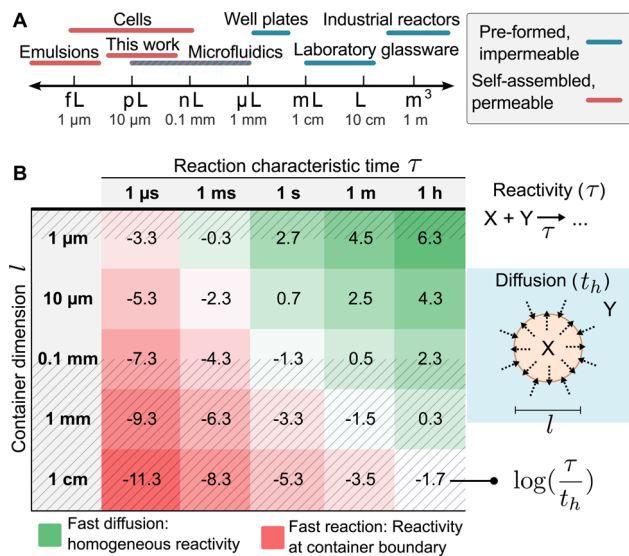 A
Cells
Well plates
Industrial reactors
Emulsions
This work
Microfluidics
Laboratory glassware
fL
pL
nL
µL
mL
L
m³
1 µm
10 µm
0.1 mm
1 mm
1 cm
10 cm
1 m
Pre-formed,
impermeable
Self-assembled,
permeable
B
Reaction characteristic time τ
1 µs
1 ms
1 s
1 m
1 h
Container dimension l
1 µm
-3.3
-0.3
2.7
4.5
6.3
10 µm
-5.3
-2.3
0.7
2.5
4.3
0.1 mm
-7.3
-4.3
-1.3
0.5
2.3
1 mm
-9.3
-6.3
-3.3
-1.5
0.3
1 cm
-11.3
-8.3
-5.3
-3.5
-1.7
Reactivity (τ)
X + Y → ...
τ
Diffusion (t_h)
Y
X
l
log(τ/t_h)
Fast diffusion:
homogeneous reactivity
Fast reaction: Reactivity
at container boundary